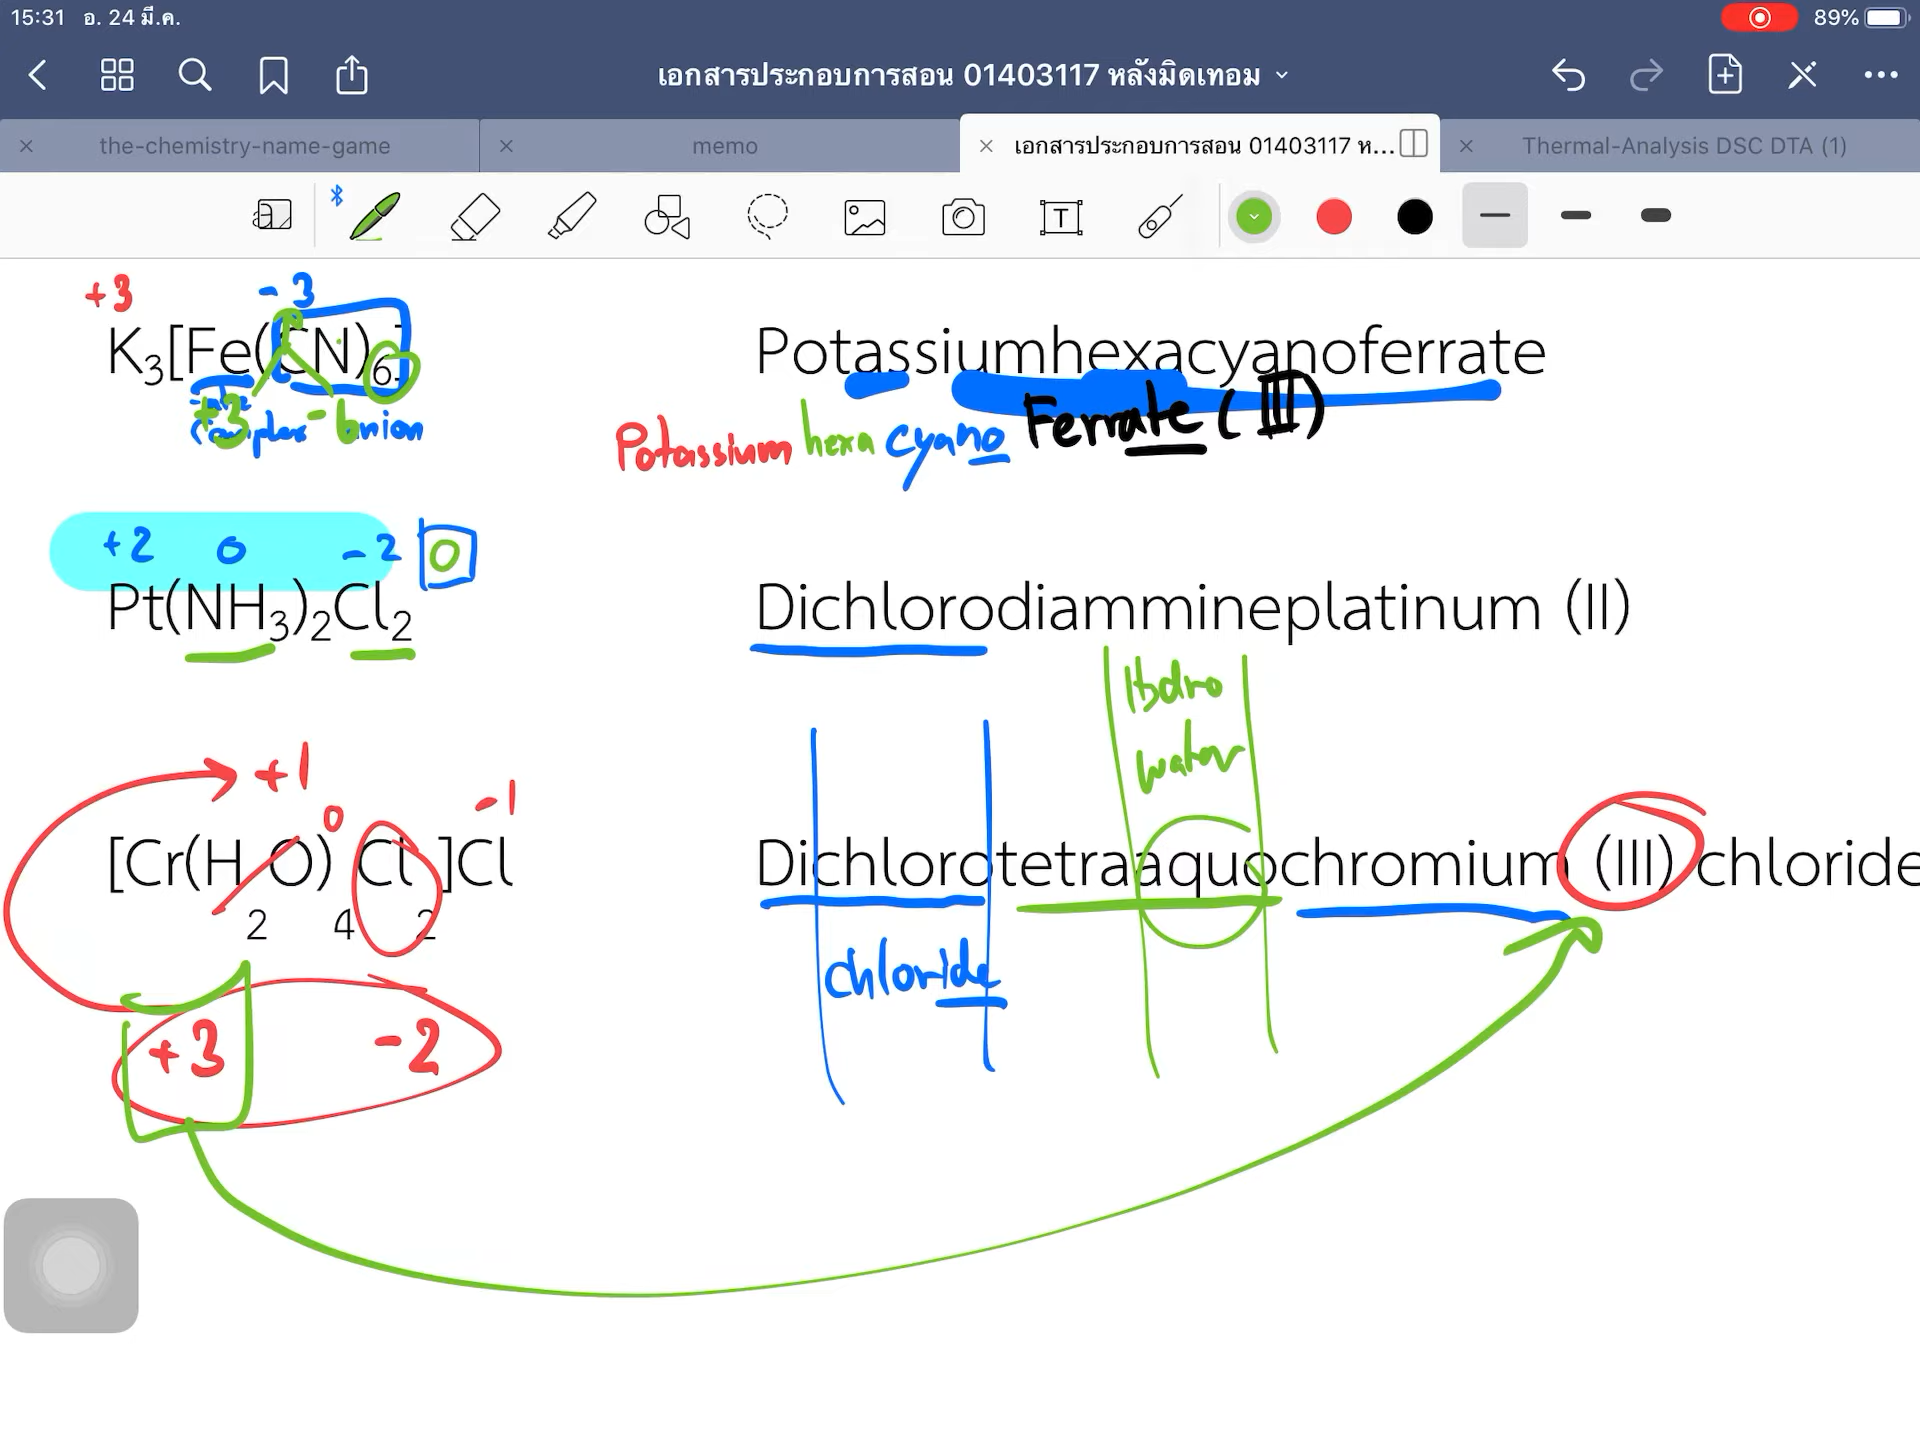 15:31 อ. 24 มี.ค. 89%
เอกสารประกอบการสอน 01403117 หลังมิดเทอม
the-chemistry-name-game
memo
เอกสารประกอบการสอน 01403117 ห...
Thermal-Analysis DSC DTA (1)
+3 -3
K₃[Fe(CN)₆] Potassiumhexacyanoferrate
+3 -6
complex anion
Potassium hexa cyano Ferrate (III)
+2 0 -2 0
Pt(NH₃)₂Cl₂ Dichlorodiammineplatinum (II)
water
+1 0 -1
[Cr(H₂O)₄Cl₂]Cl Dichlorotetraaquochromium (III) chloride
chloride
+3 -2